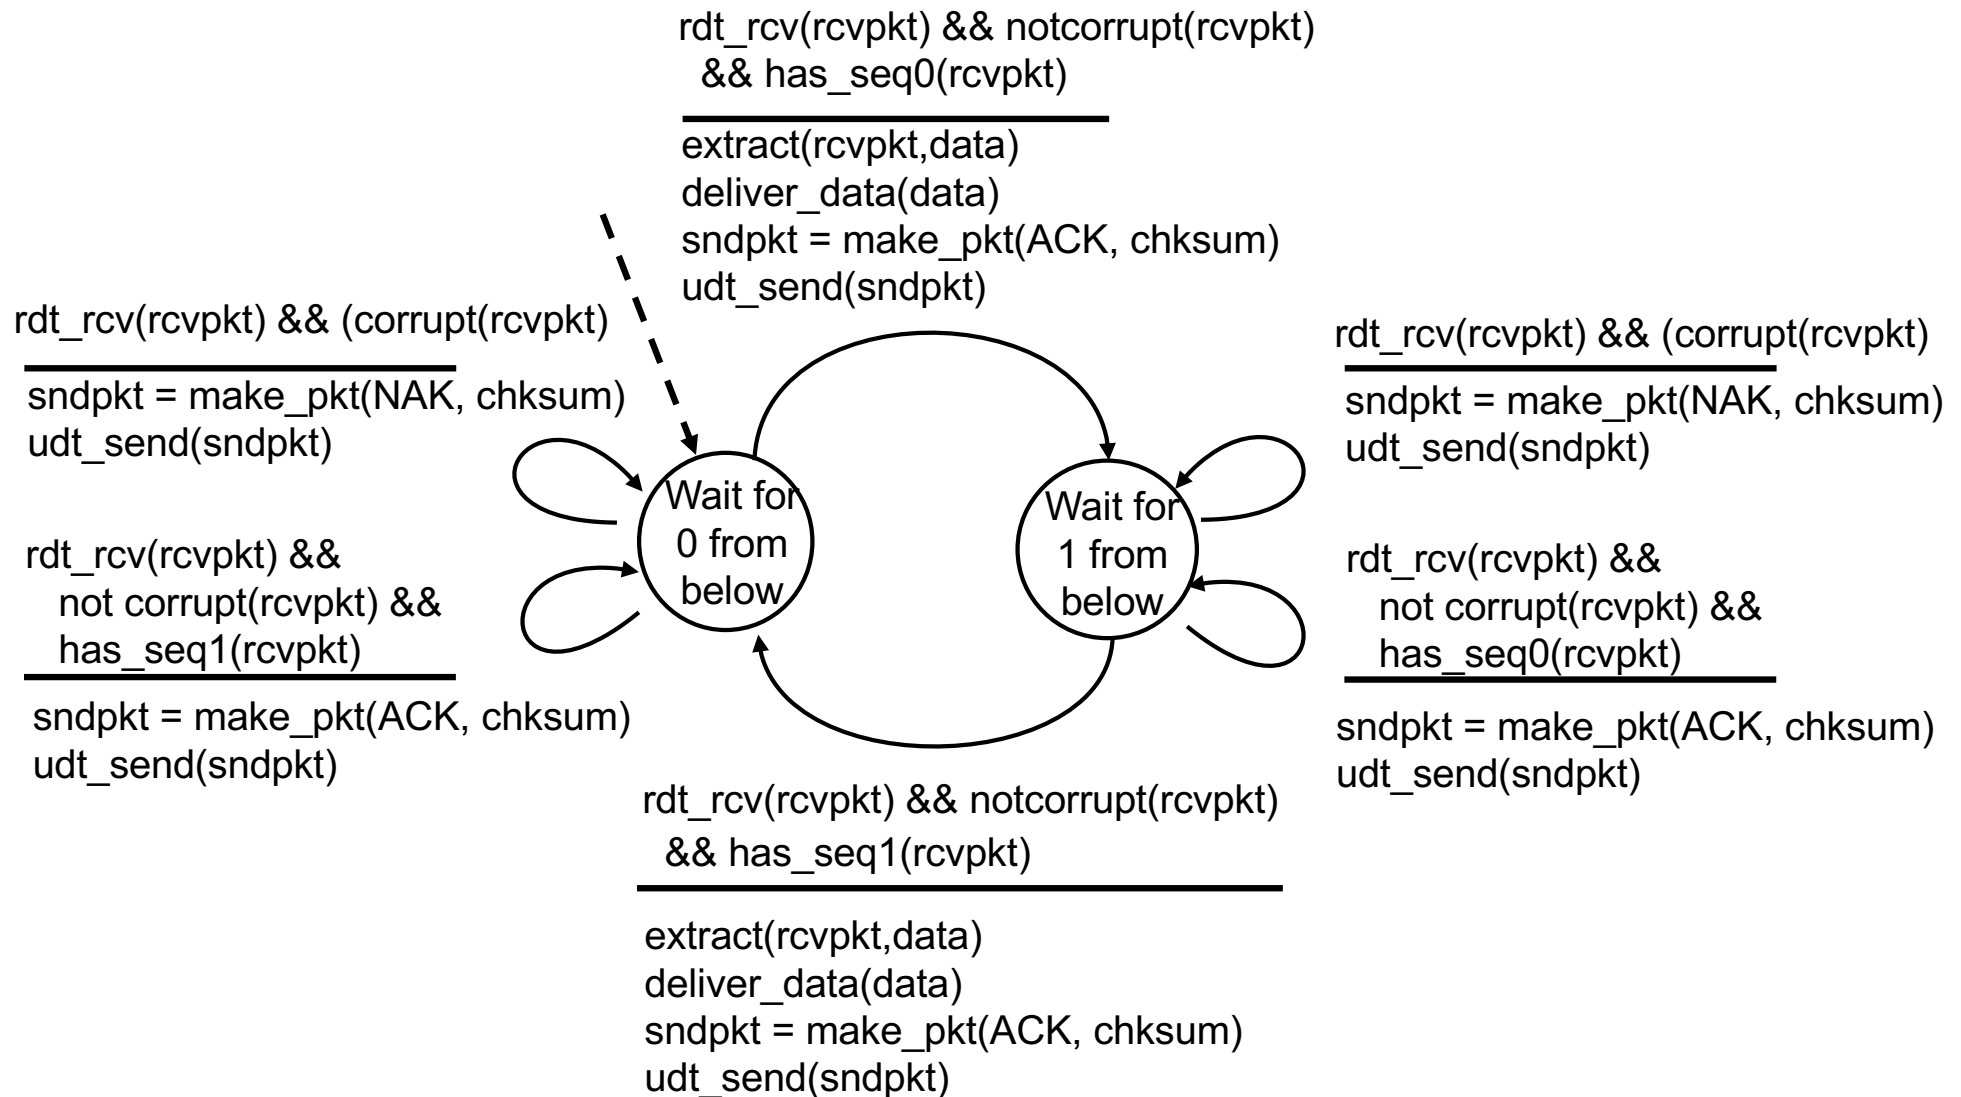 rdt_rcv(rcvpkt) && notcorrupt(rcvpkt)
&& has_seq0(rcvpkt)
extract(rcvpkt,data)
deliver_data(data)
sndpkt = make_pkt(ACK, chksum)
udt_send(sndpkt)
rdt_rcv(rcvpkt) && (corrupt(rcvpkt)
sndpkt = make_pkt(NAK, chksum)
udt_send(sndpkt)
rdt_rcv(rcvpkt) &&
not corrupt(rcvpkt) &&
has_seq1(rcvpkt)
sndpkt = make_pkt(ACK, chksum)
udt_send(sndpkt)
Wait for
0 from
below
Wait for
1 from
below
rdt_rcv(rcvpkt) && (corrupt(rcvpkt)
sndpkt = make_pkt(NAK, chksum)
udt_send(sndpkt)
rdt_rcv(rcvpkt) &&
not corrupt(rcvpkt) &&
has_seq0(rcvpkt)
sndpkt = make_pkt(ACK, chksum)
udt_send(sndpkt)
rdt_rcv(rcvpkt) && notcorrupt(rcvpkt)
&& has_seq1(rcvpkt)
extract(rcvpkt,data)
deliver_data(data)
sndpkt = make_pkt(ACK, chksum)
udt_send(sndpkt)